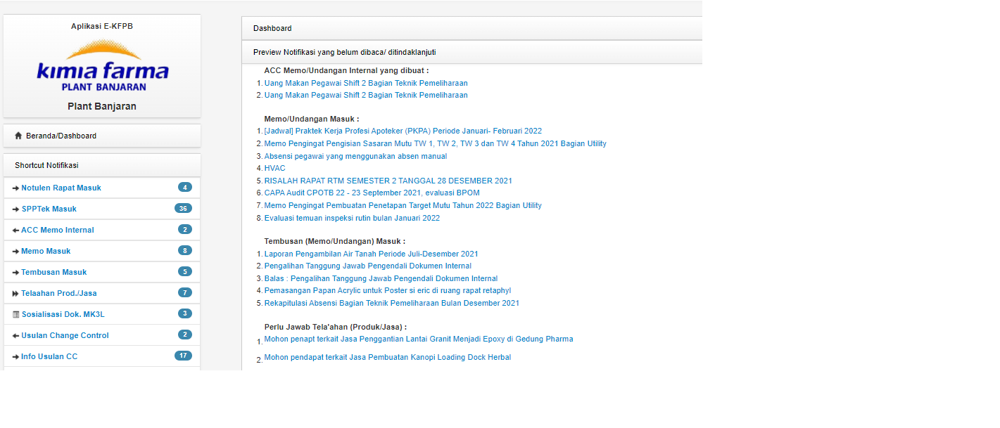 Aplikasi E-KFPB
kimia farma
PLANT BANJARAN
Plant Banjaran
Beranda/Dashboard
Shortcut Notifikasi
Notulen Rapat Masuk 4
SPPTek Masuk 36
ACC Memo Internal 2
Memo Masuk 8
Tembusan Masuk 5
Telaahan Prod./Jasa 7
Sosialisasi Dok. MK3L 3
Usulan Change Control 2
Info Usulan CC 17
Dashboard
Preview Notifikasi yang belum dibaca/ ditindaklanjuti
ACC Memo/Undangan Internal yang dibuat :
1. Uang Makan Pegawai Shift 2 Bagian Teknik Pemeliharaan
2. Uang Makan Pegawai Shift 2 Bagian Teknik Pemeliharaan
Memo/Undangan Masuk :
1. [Jadwal] Praktek Kerja Profesi Apoteker (PKPA) Periode Januari- Februari 2022
2. Memo Pengingat Pengisian Sasaran Mutu TW 1, TW 2, TW 3 dan TW 4 Tahun 2021 Bagian Utility
3. Absensi pegawai yang menggunakan absen manual
4. HVAC
5. RISALAH RAPAT RTM SEMESTER 2 TANGGAL 28 DESEMBER 2021
6. CAPA Audit CPOTB 22 - 23 September 2021, evaluasi BPOM
7. Memo Pengingat Pembuatan Penetapan Target Mutu Tahun 2022 Bagian Utility
8. Evaluasi temuan inspeksi rutin bulan Januari 2022
Tembusan (Memo/Undangan) Masuk :
1. Laporan Pengambilan Air Tanah Periode Juli-Desember 2021
2. Pengalihan Tanggung Jawab Pengendali Dokumen Internal
3. Balas : Pengalihan Tanggung Jawab Pengendali Dokumen Internal
4. Pemasangan Papan Acrylic untuk Poster si eric di ruang rapat retaphyl
5. Rekapitulasi Absensi Bagian Teknik Pemeliharaan Bulan Desember 2021
Perlu Jawab Tela'ahan (Produk/Jasa) :
1. Mohon penapt terkait Jasa Penggantian Lantai Granit Menjadi Epoxy di Gedung Pharma
2. Mohon pendapat terkait Jasa Pembuatan Kanopi Loading Dock Herbal